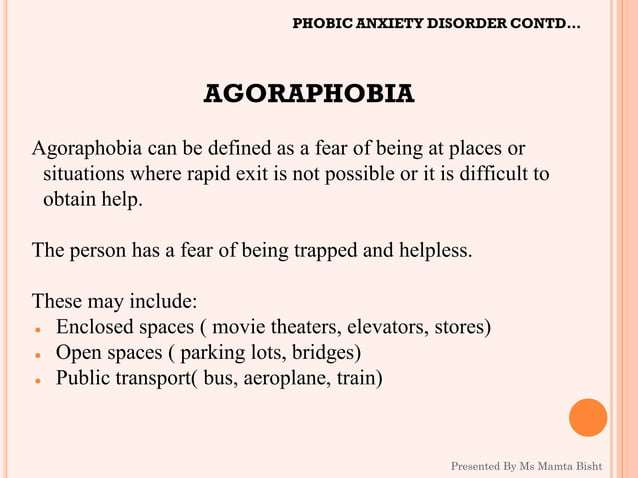 PHOBIC ANXIETY DISORDER CONTD...
AGORAPHOBIA
Agoraphobia can be defined as a fear of being at places or
situations where rapid exit is not possible or it is difficult to
obtain help.
The person has a fear of being trapped and helpless.
These may include:
● Enclosed spaces ( movie theaters, elevators, stores)
● Open spaces ( parking lots, bridges)
● Public transport( bus, aeroplane, train)
Presented By Ms Mamta Bisht